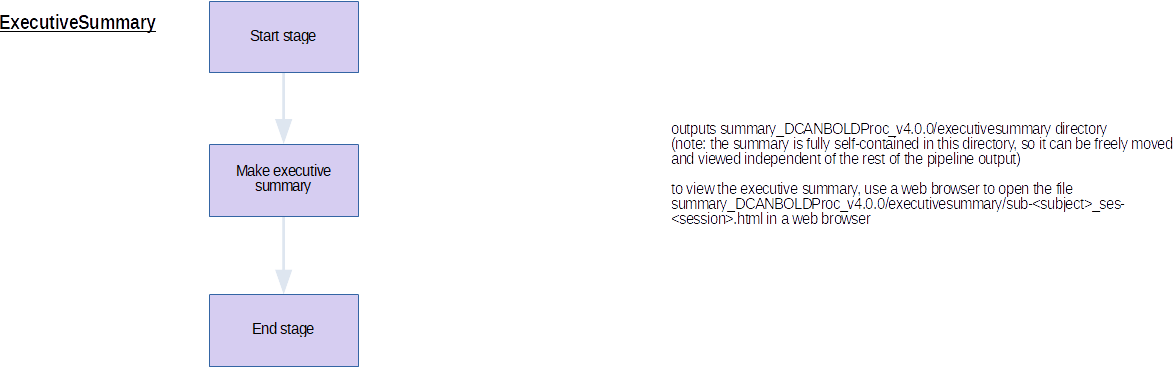 ExecutiveSummary
Start stage
Make executive
summary
outputs summary_DCANBOLDProc_v4.0.0/executivesummary directory
(note: the summary is fully self-contained in this directory, so it can be freely moved
and viewed independent of the rest of the pipeline output)
to view the executive summary, use a web browser to open the file
summary_DCANBOLDProc_v4.0.0/executivesummary/sub-<subject>_ses-
<session>.html in a web browser
End stage